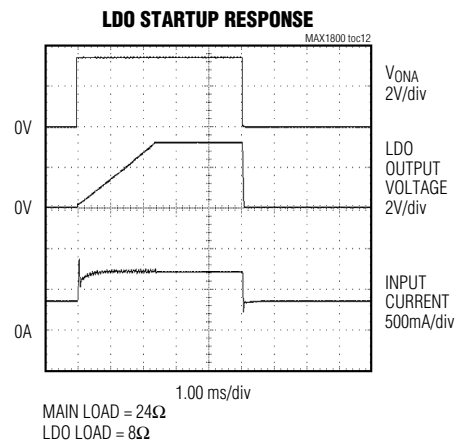 LDO STARTUP RESPONSE
MAX1800 toc12
VONA
2V/div
0V
LDO
OUTPUT
VOLTAGE
2V/div
0V
INPUT
CURRENT
500mA/div
0A
1.00 ms/div
MAIN LOAD = 24Ω
LDO LOAD = 8Ω